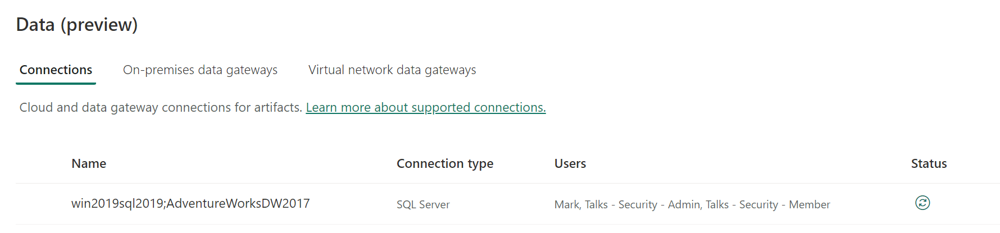 Data (preview)
Connections On-premises data gateways Virtual network data gateways
Cloud and data gateway connections for artifacts. Learn more about supported connections.
Name Connection type Users Status
win2019sql2019;AdventureWorksDW2017 SQL Server Mark, Talks - Security - Admin, Talks - Security - Member